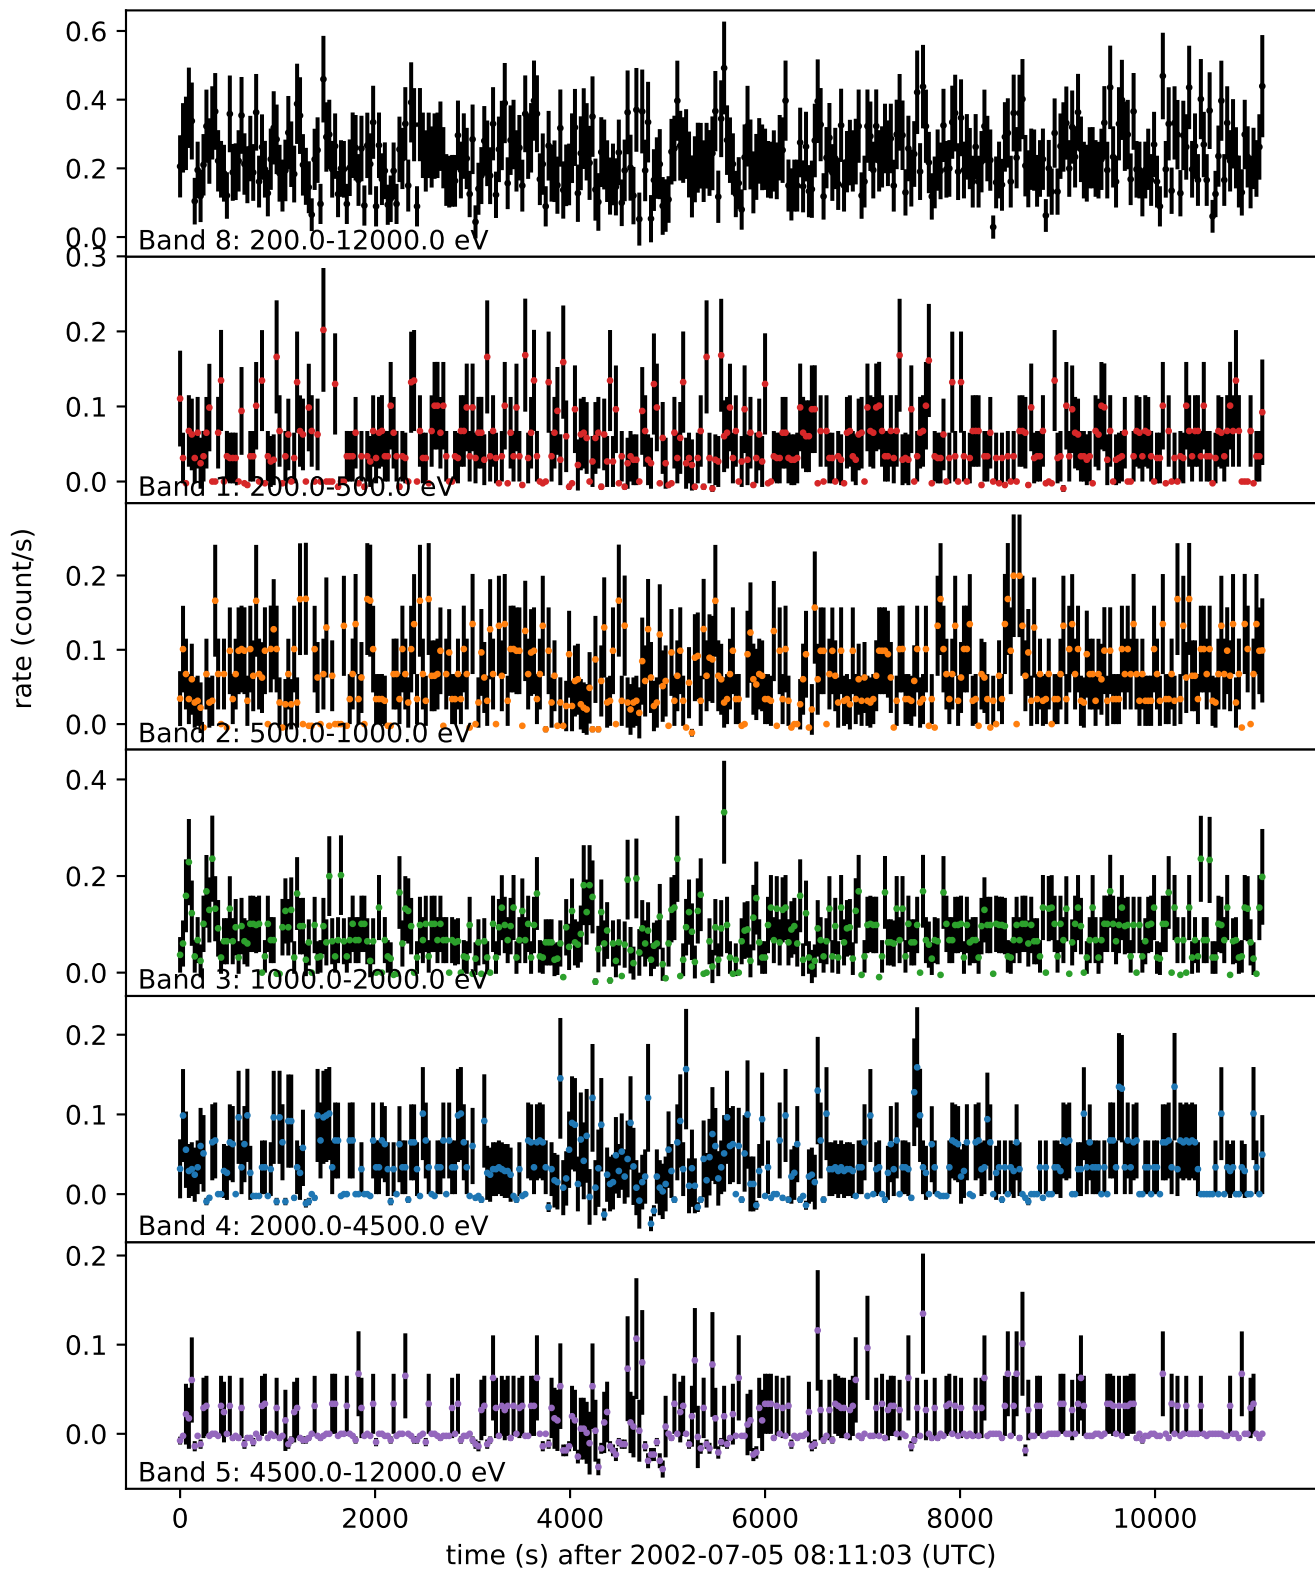 0.6
0.4
0.2
0.0
Band 8: 200.0-12000.0 eV
0.3
0.2
0.1
0.0
Band 1: 200.0-500.0 eV
0.2
0.1
0.0
Band 2: 500.0-1000.0 eV
rate (count/s)
0.4
0.2
0.0
Band 3: 1000.0-2000.0 eV
0.2
0.1
0.0
Band 4: 2000.0-4500.0 eV
0.2
0.1
0.0
Band 5: 4500.0-12000.0 eV
0 2000 4000 6000 8000 10000
time (s) after 2002-07-05 08:11:03 (UTC)